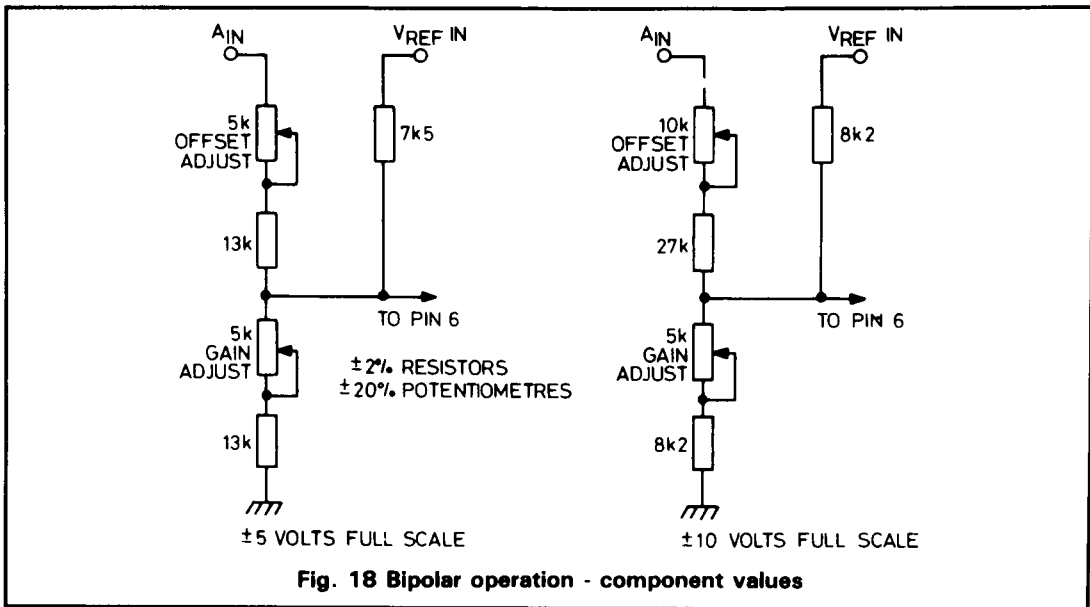 AIN
VREF IN
5k
OFFSET
ADJUST
7k5
13k
TO PIN 6
5k
GAIN
ADJUST
±2% RESISTORS
±20% POTENTIOMETRES
13k
±5 VOLTS FULL SCALE
AIN
VREF IN
10k
OFFSET
ADJUST
8k2
27k
TO PIN 6
5k
GAIN
ADJUST
8k2
±10 VOLTS FULL SCALE
Fig. 18 Bipolar operation - component values